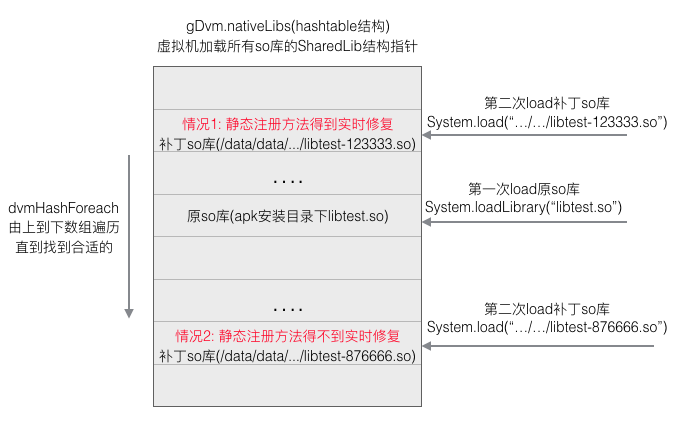 gDvm.nativeLibs(hashtable结构)
虚拟机加载所有so库的SharedLib结构指针
情况1: 静态注册方法得到实时修复
补丁so库(/data/data/.../libtest-123333.so)
....
原so库(apk安装目录下libtest.so)
....
情况2: 静态注册方法得不到实时修复
补丁so库(/data/data/.../libtest-876666.so)
dvmHashForeach
由上到下数组遍历
直到找到合适的
第二次load补丁so库
System.load(“.../.../libtest-123333.so”)
第一次load原so库
System.loadLibrary(“libtest.so”)
第二次load补丁so库
System.load(“.../.../libtest-876666.so”)